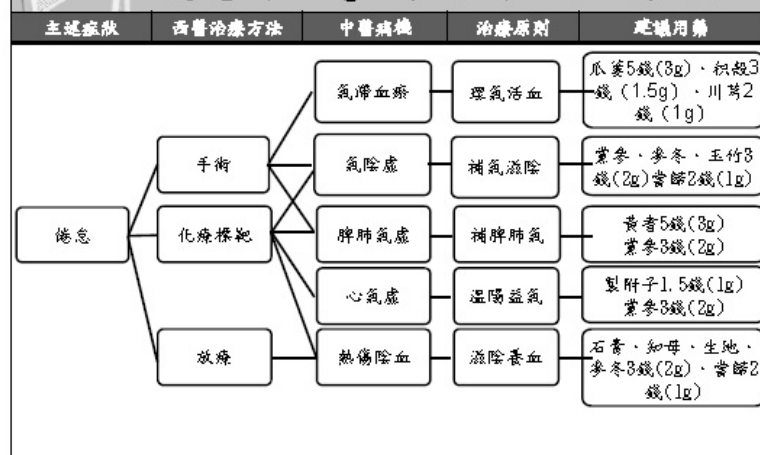 主述症狀 西醫治療方法 中醫病機 治療原則 建議用藥
倦怠
手術
化療標靶
放療
氣滯血瘀
氣陰虛
脾肺氣虛
心氣虛
熱傷陰血
理氣活血
補氣滋陰
補脾肺氣
溫陽益氣
滋陰養血
瓜蔞5錢(3g)、枳殼3
錢(1.5g)、川芎2
錢(1g)
黨參、麥冬、玉竹3
錢(2g)當歸2錢(1g)
黃耆5錢(3g)
黨參3錢(2g)
製附子1.5錢(1g)
黨參3錢(2g)
石膏、知母、生地、
麥冬3錢(2g)、當歸2
錢(1g)